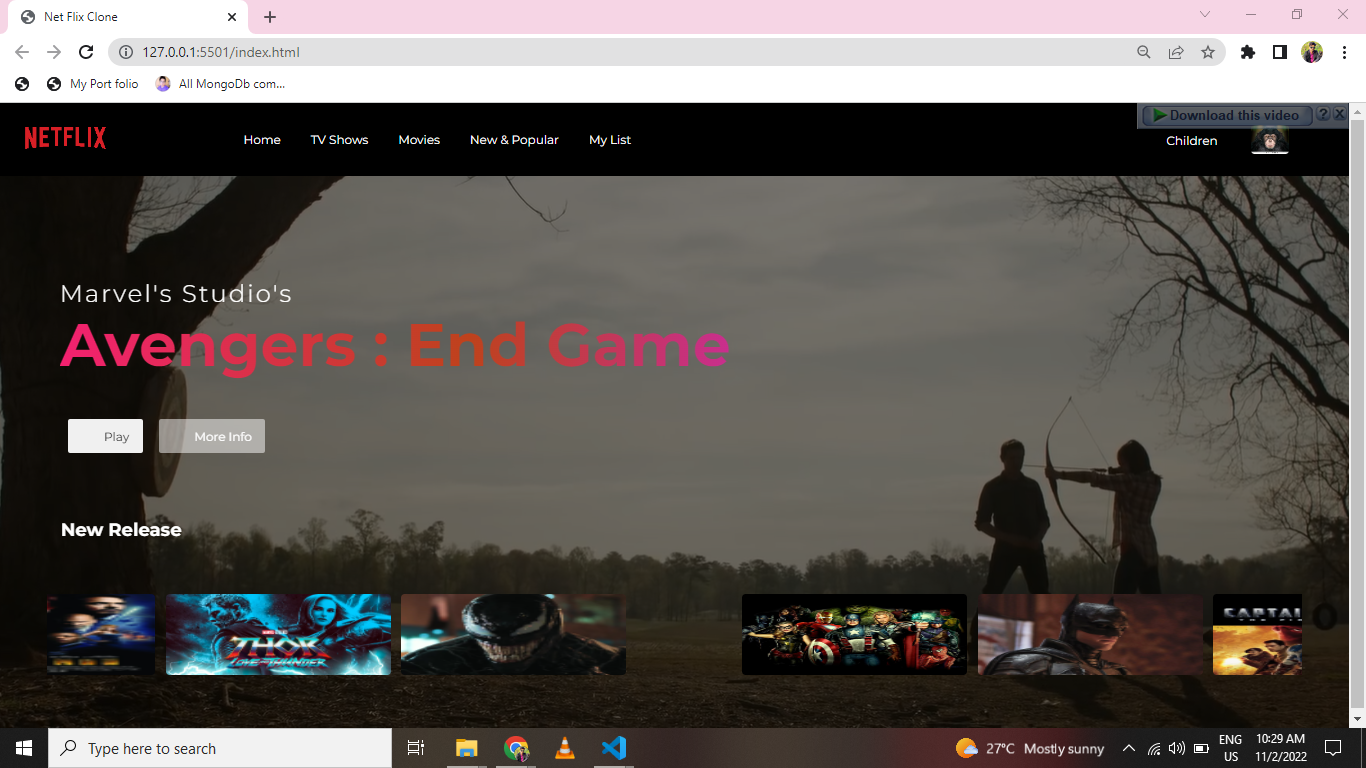 Net Flix Clone
127.0.0.1:5501/index.html
My Port folio
All MongoDb com...
Download this video ?
NETFLIX
Home
TV Shows
Movies
New & Popular
My List
Children
Marvel's Studio's
Avengers : End Game
Play
More Info
New Release
THOR
LOVE AND THUNDER
CAPTAI
Type here to search
27°C Mostly sunny
ENG
US
10:29 AM
11/2/2022